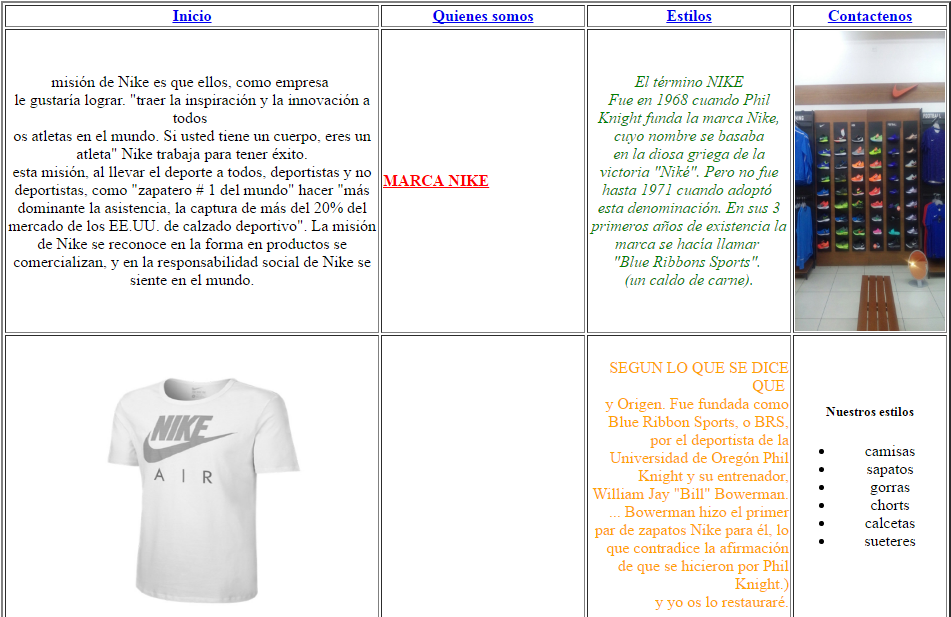 Inicio
Quienes somos
Estilos
Contactenos
misión de Nike es que ellos, como empresa
le gustaría lograr. "traer la inspiración y la innovación a
todos
os atletas en el mundo. Si usted tiene un cuerpo, eres un
atleta" Nike trabaja para tener éxito.
esta misión, al llevar el deporte a todos, deportistas y no
deportistas, como "zapatero # 1 del mundo" hacer "más
dominante la asistencia, la captura de más del 20% del
mercado de los EE.UU. de calzado deportivo". La misión
de Nike se reconoce en la forma en productos se
comercializan, y en la responsabilidad social de Nike se
siente en el mundo.
MARCA NIKE
El término NIKE
Fue en 1968 cuando Phil
Knight funda la marca Nike,
cuyo nombre se basaba
en la diosa griega de la
victoria "Niké". Pero no fue
hasta 1971 cuando adoptó
esta denominación. En sus 3
primeros años de existencia la
marca se hacía llamar
"Blue Ribbons Sports".
(un caldo de carne).
NIKE
AIR
SEGUN LO QUE SE DICE
QUE
y Origen. Fue fundada como
Blue Ribbon Sports, o BRS,
por el deportista de la
Universidad de Oregón Phil
Knight y su entrenador,
William Jay "Bill" Bowerman.
... Bowerman hizo el primer
par de zapatos Nike para él, lo
que contradice la afirmación
de que se hicieron por Phil
Knight.)
y yo os lo restauraré.
Nuestros estilos
camisas
sapatos
gorras
chorts
calcetas
sueteres